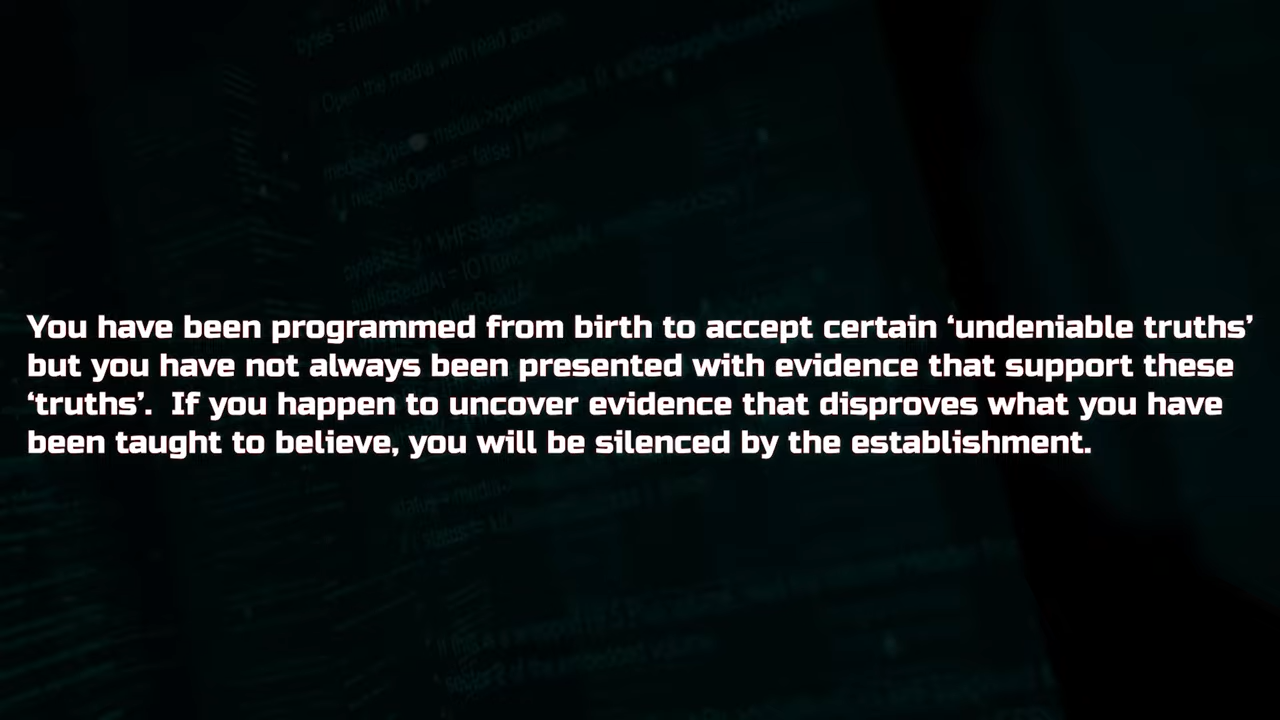 You have been programmed from birth to accept certain ‘undeniable truths’
but you have not always been presented with evidence that support these
‘truths’.  If you happen to uncover evidence that disproves what you have
been taught to believe, you will be silenced by the establishment.